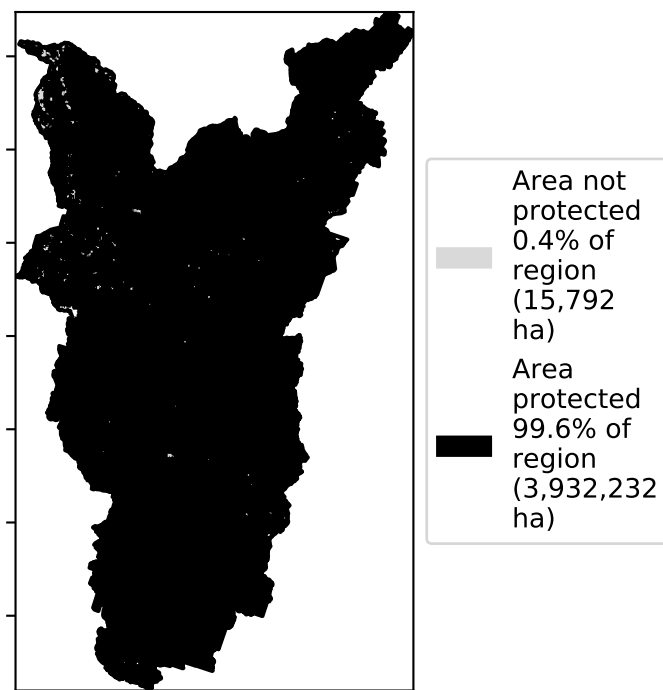 Area not
protected
0.4% of
region
(15,792
ha)
Area
protected
99.6% of
region
(3,932,232
ha)